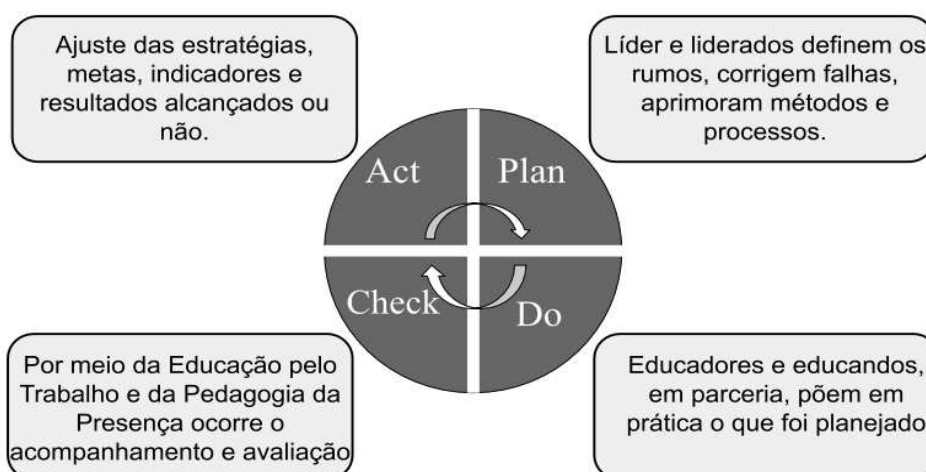 Ajuste das estratégias,
metas, indicadores e
resultados alcançados ou
não.
Líder e liderados definem os
rumos, corrigem falhas,
aprimoram métodos e
processos.
Act
Plan
Check
Do
Por meio da Educação pelo
Trabalho e da Pedagogia da
Presença ocorre o
acompanhamento e avaliação
Educadores e educandos,
em parceria, põem em
prática o que foi planejado